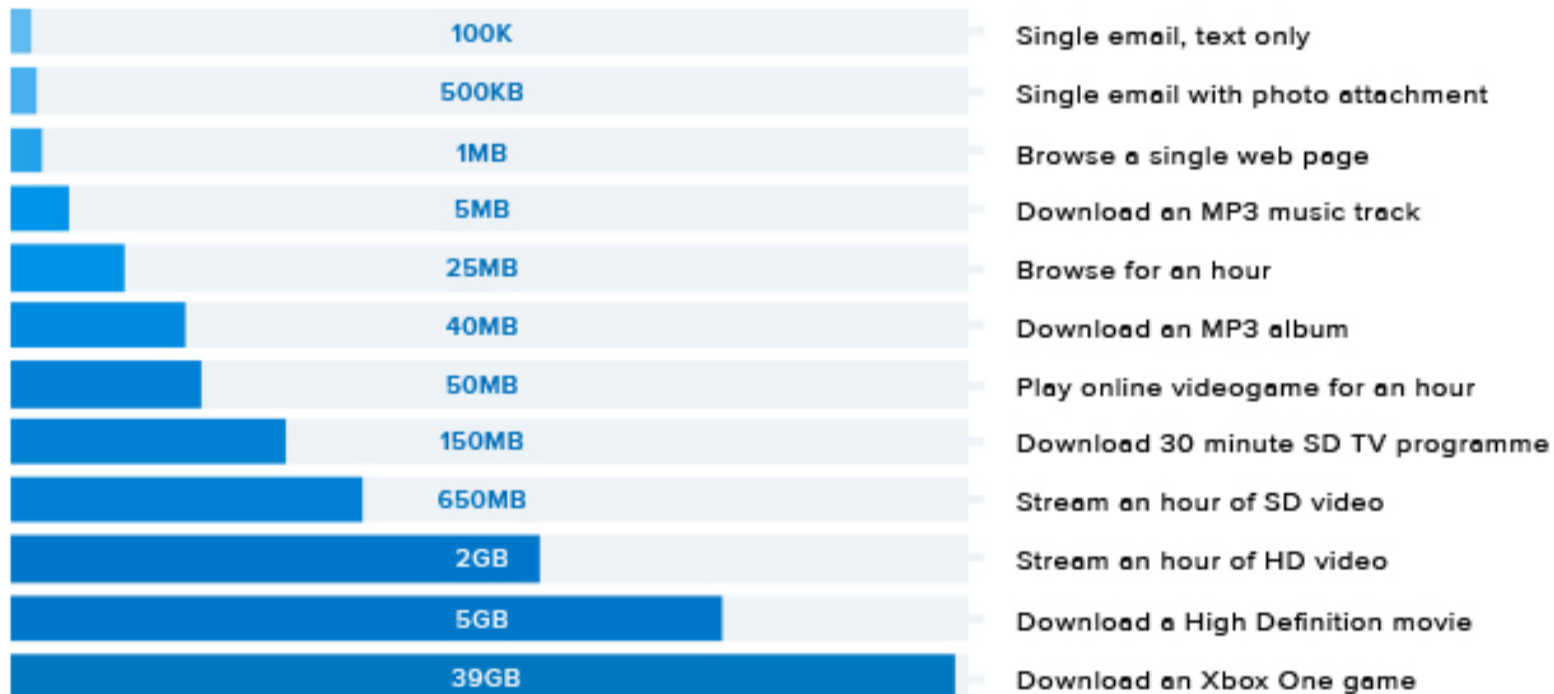 100K Single email, text only
500KB Single email with photo attachment
1MB Browse a single web page
5MB Download an MP3 music track
25MB Browse for an hour
40MB Download an MP3 album
50MB Play online videogame for an hour
150MB Download 30 minute SD TV programme
650MB Stream an hour of SD video
2GB Stream an hour of HD video
5GB Download a High Definition movie
39GB Download an Xbox One game